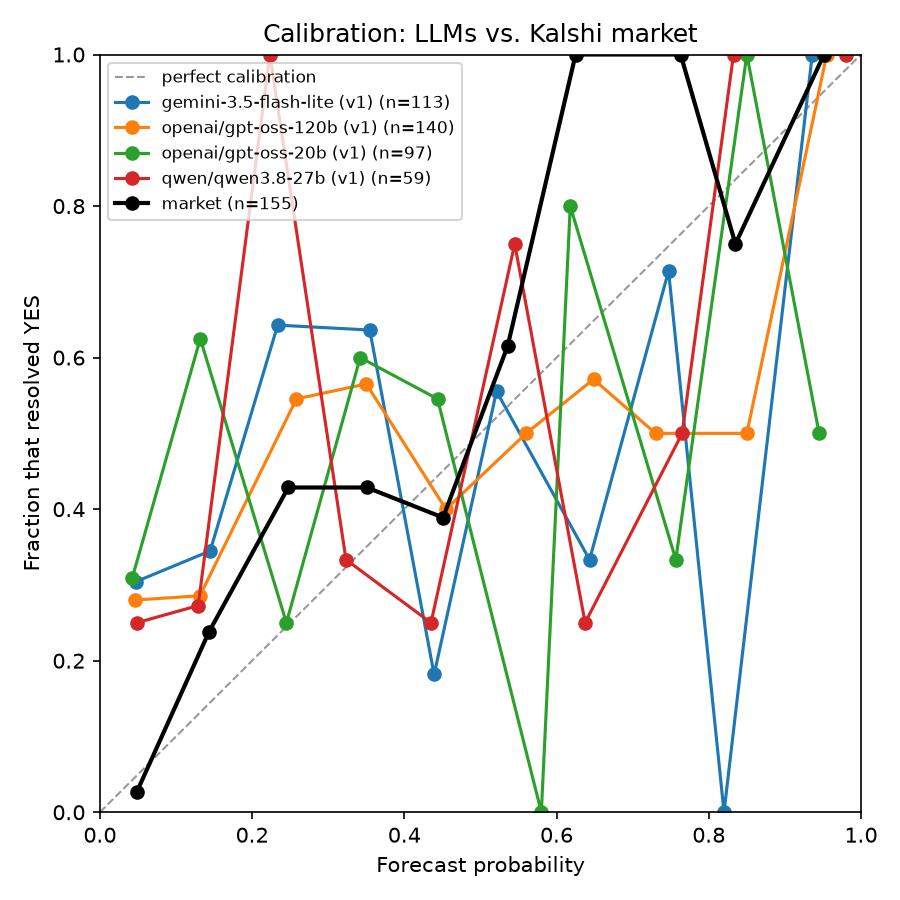 Calibration: LLMs vs. Kalshi market
1.0
0.8
0.6
0.4
0.2
0.0
Fraction that resolved YES
perfect calibration
gemini-3.5-flash-lite (v1) (n=113)
openai/gpt-oss-120b (v1) (n=140)
openai/gpt-oss-20b (v1) (n=97)
qwen/qwen3.8-27b (v1) (n=59)
market (n=155)
0.0 0.2 0.4 0.6 0.8 1.0
Forecast probability